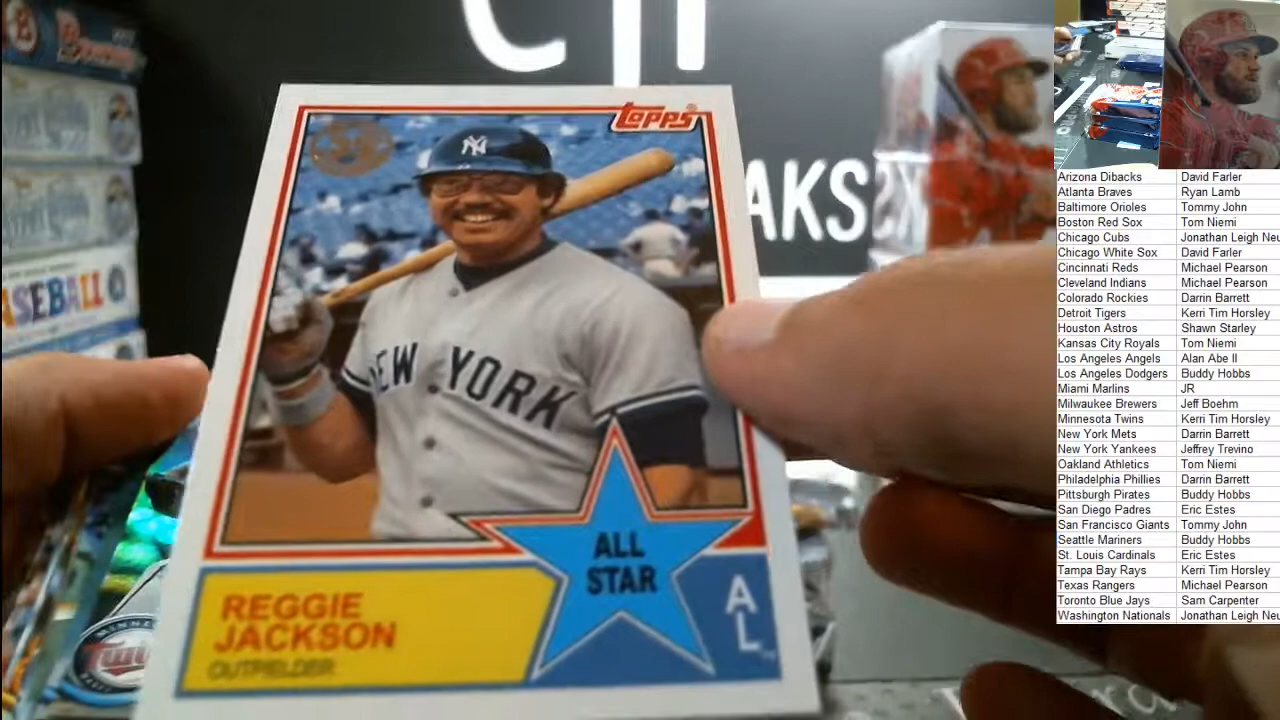 Bowman
ASEBALL
AKS
Topps
35
NY
NEW YORK
ALL
STAR
REGGIE
JACKSON
OUTFIELDER
AL
Arizona Dibacks David Farler
Atlanta Braves Ryan Lamb
Baltimore Orioles Tommy John
Boston Red Sox Tom Niemi
Chicago Cubs Jonathan Leigh Neu
Chicago White Sox David Farler
Cincinnati Reds Michael Pearson
Cleveland Indians Michael Pearson
Colorado Rockies Darrin Barrett
Detroit Tigers Kerri Tim Horsley
Houston Astros Shawn Starley
Kansas City Royals Tom Niemi
Los Angeles Angels Alan Abe II
Los Angeles Dodgers Buddy Hobbs
Miami Marlins JR
Milwaukee Brewers Jeff Boehm
Minnesota Twins Kerri Tim Horsley
New York Mets Darrin Barrett
New York Yankees Jeffrey Trevino
Oakland Athletics Tom Niemi
Philadelphia Phillies Darrin Barrett
Pittsburgh Pirates Buddy Hobbs
San Diego Padres Eric Estes
San Francisco Giants Tommy John
Seattle Mariners Buddy Hobbs
St. Louis Cardinals Eric Estes
Tampa Bay Rays Kerri Tim Horsley
Texas Rangers Michael Pearson
Toronto Blue Jays Sam Carpenter
Washington Nationals Jonathan Leigh Neu